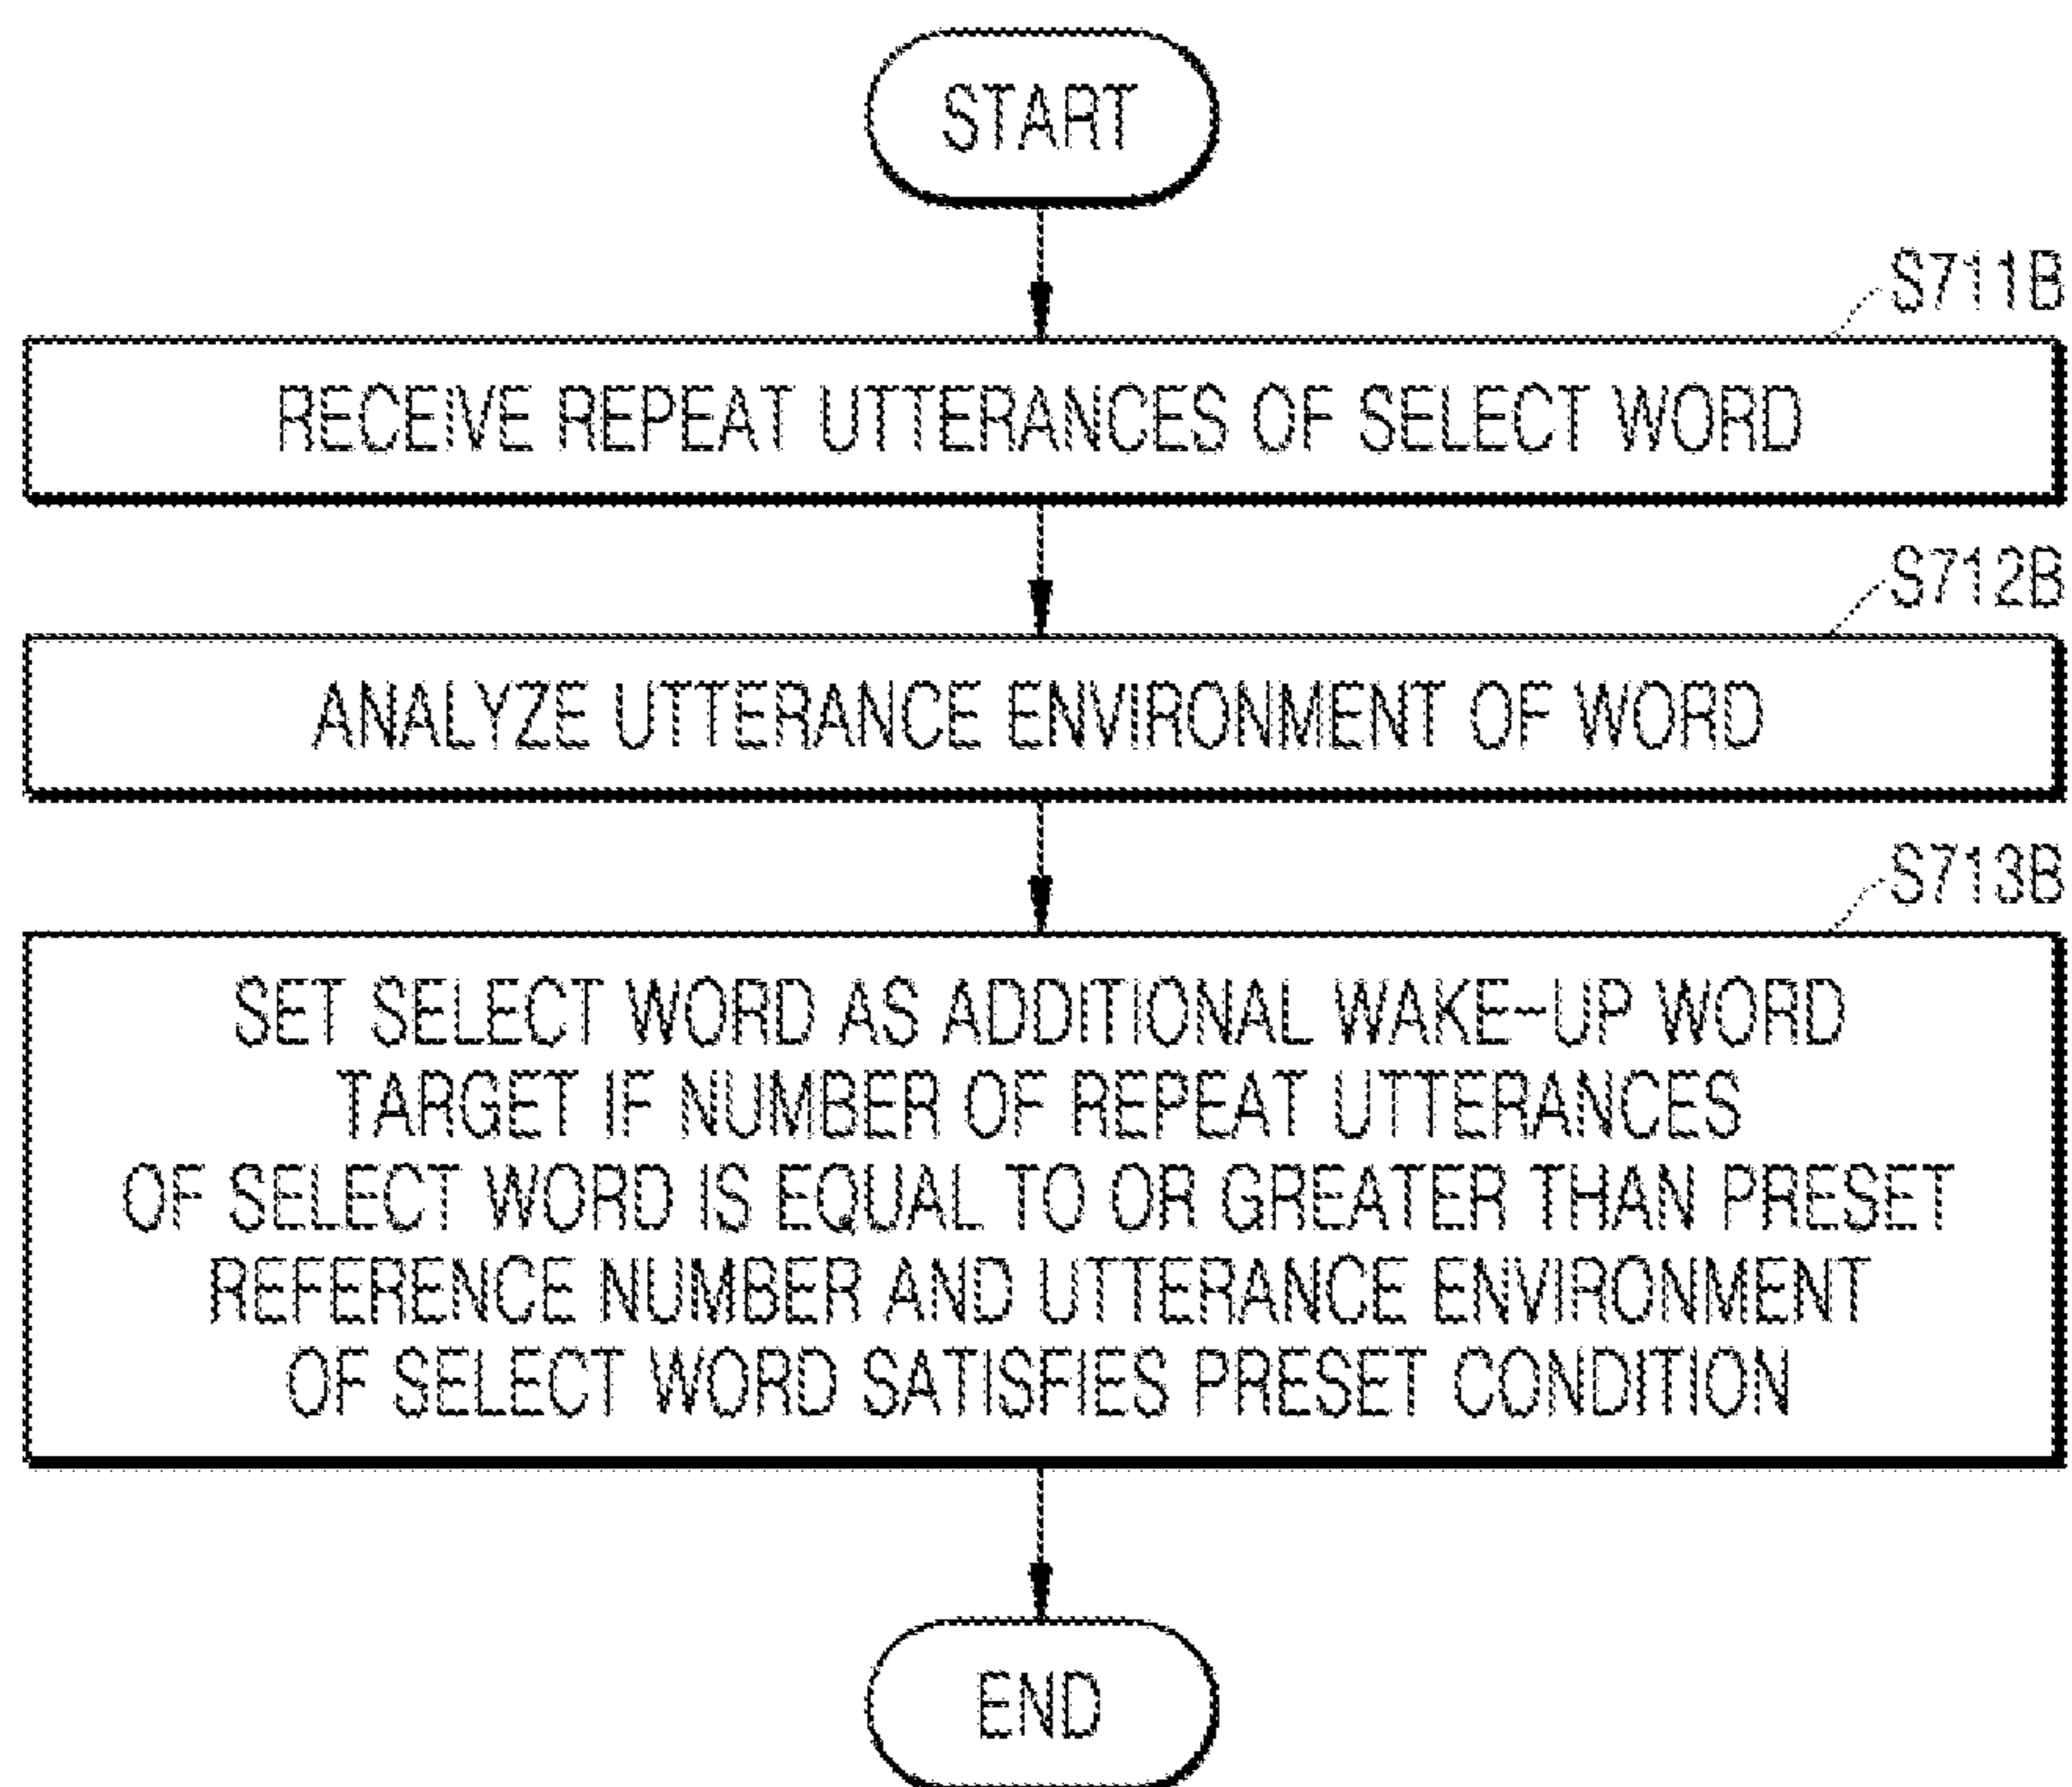 START
S711B
RECEIVE REPEAT UTTERANCES OF SELECT WORD
S712B
ANALYZE UTTERANCE ENVIRONMENT OF WORD
S713B
SET SELECT WORD AS ADDITIONAL WAKE-UP WORD
TARGET IF NUMBER OF REPEAT UTTERANCES
OF SELECT WORD IS EQUAL TO OR GREATER THAN PRESET
REFERENCE NUMBER AND UTTERANCE ENVIRONMENT
OF SELECT WORD SATISFIES PRESET CONDITION
END